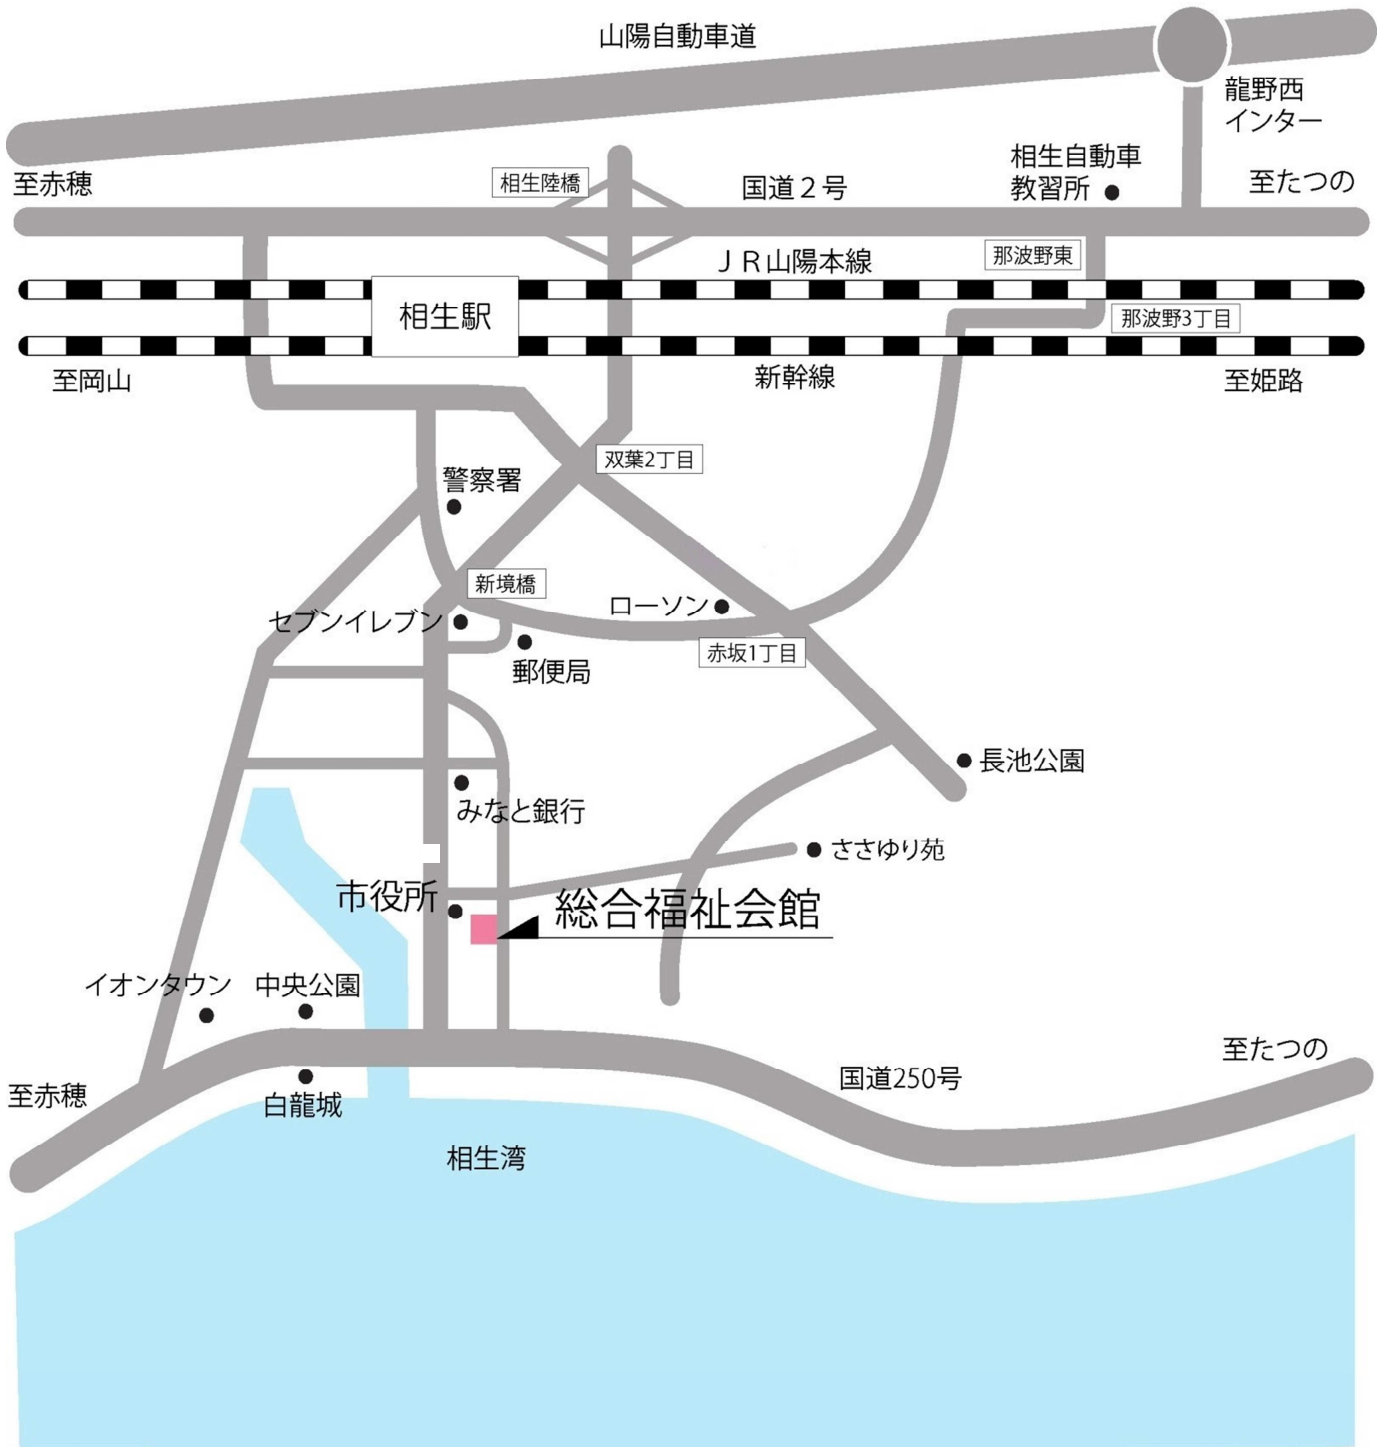 山陽自動車道
龍野西
インター
相生自動車
教習所
至赤穂
相生陸橋
国道２号
至たつの
那波野東
ＪＲ山陽本線
相生駅
那波野3丁目
至岡山
新幹線
至姫路
双葉2丁目
警察署
新境橋
ローソン
セブンイレブン
赤坂1丁目
郵便局
長池公園
みなと銀行
ささゆり苑
市役所
総合福祉会館
イオンタウン
中央公園
至たつの
国道250号
至赤穂
白龍城
相生湾